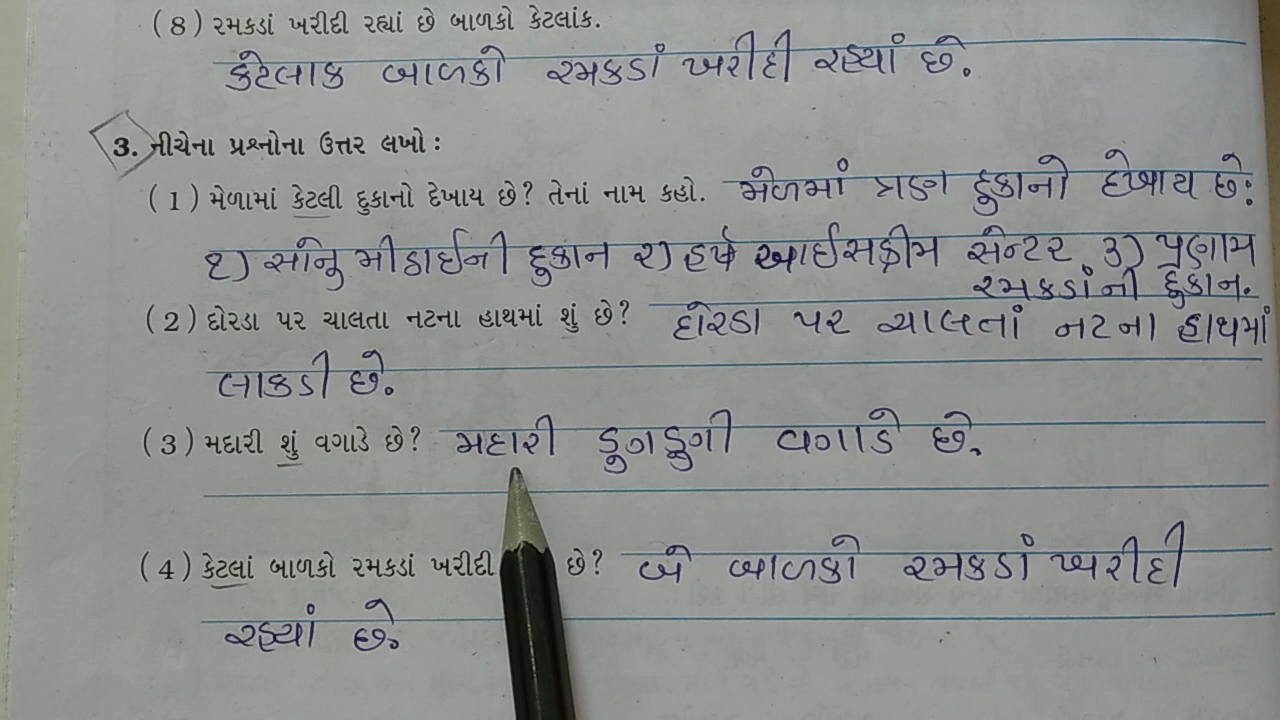 (8) રમકડાં ખરીદી રહ્યાં છે બાળકો કેટલાંક.
કેટલાક બાળકો રમકડાં ખરીદી રહ્યાં છે.
3. નીચેના પ્રશ્નોના ઉત્તર લખો :
(1) મેળામાં કેટલી દુકાનો દેખાય છે? તેનાં નામ કહો. મેળમાં ત્રણ દુકાનો દેખાય છે:
૧) સોનુ મીઠાઈની દુકાન ૨) હર્ષ આઈસક્રીમ સેન્ટર ૩) પ્રણામ
રમકડાંની દુકાન.
(2) દોરડા પર ચાલતા નટના હાથમાં શું છે? દોરડા પર ચાલતાં નટના હાથમાં
લાકડી છે.
(3) મદારી શું વગાડે છે? મદારી ડુગડુગી વગાડે છે.
(4) કેટલાં બાળકો રમકડાં ખરીદી છે? બે બાળકો રમકડાં ખરીદી
રહ્યાં છે.